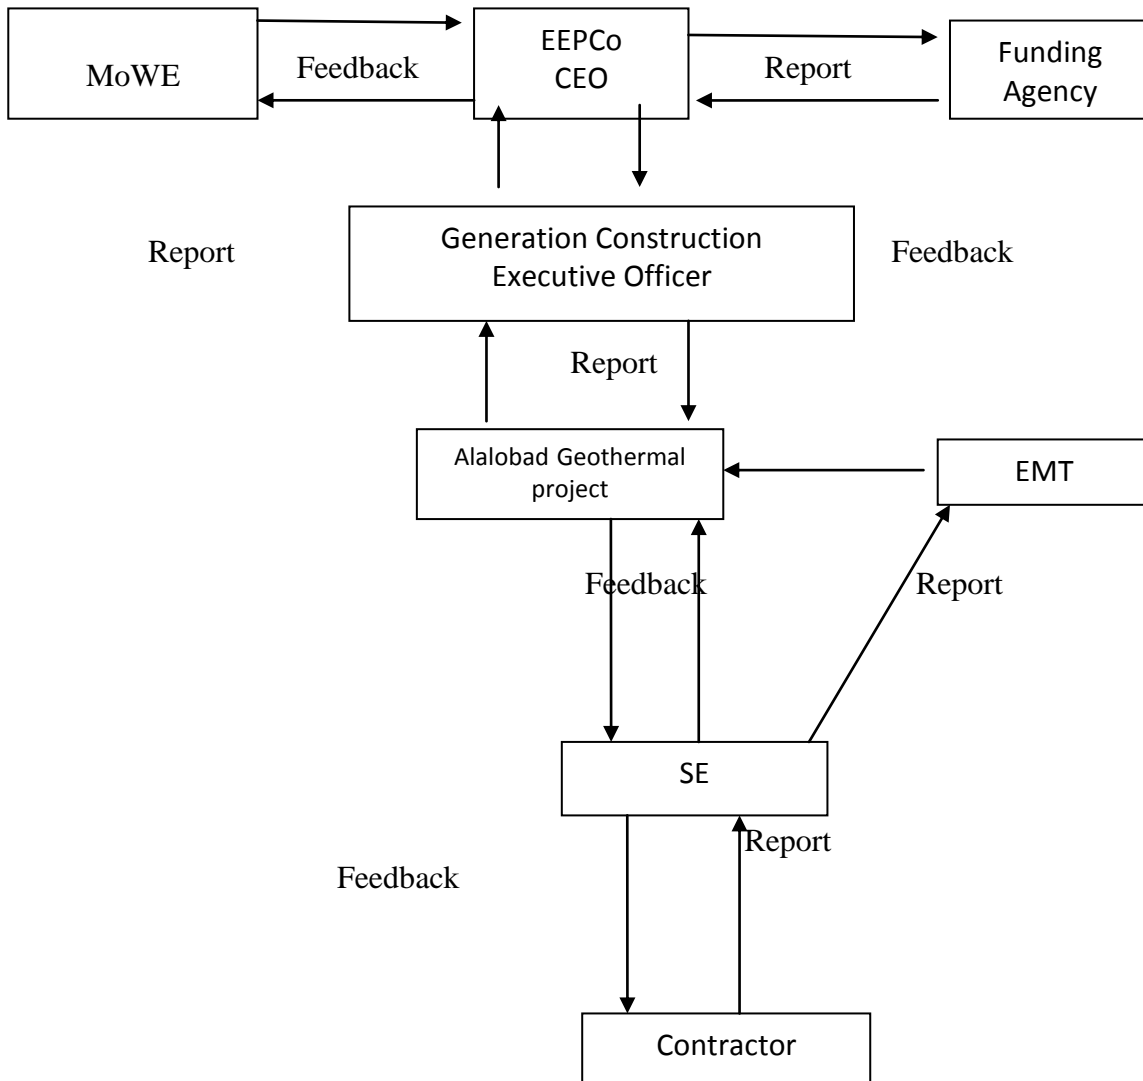 MoWE
Feedback
EEPCo
CEO
Report
Funding
Agency
Report
Generation Construction
Executive Officer
Feedback
Report
Alalobad Geothermal
project
EMT
Feedback
Report
SE
Report
Feedback
Contractor